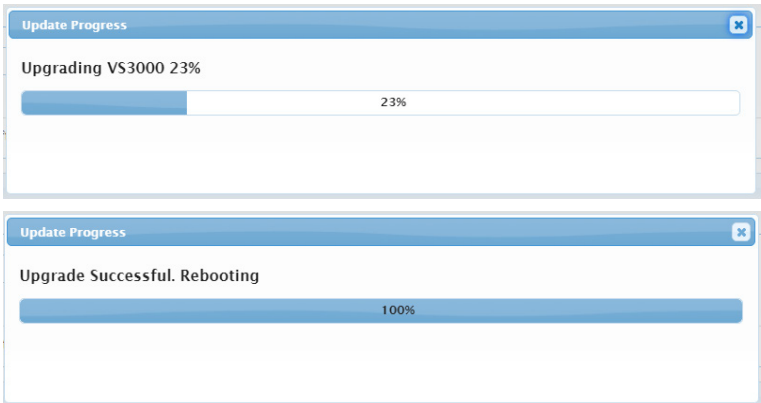 Update Progress
Upgrading VS3000 23%
23%
Update Progress
Upgrade Successful. Rebooting
100%